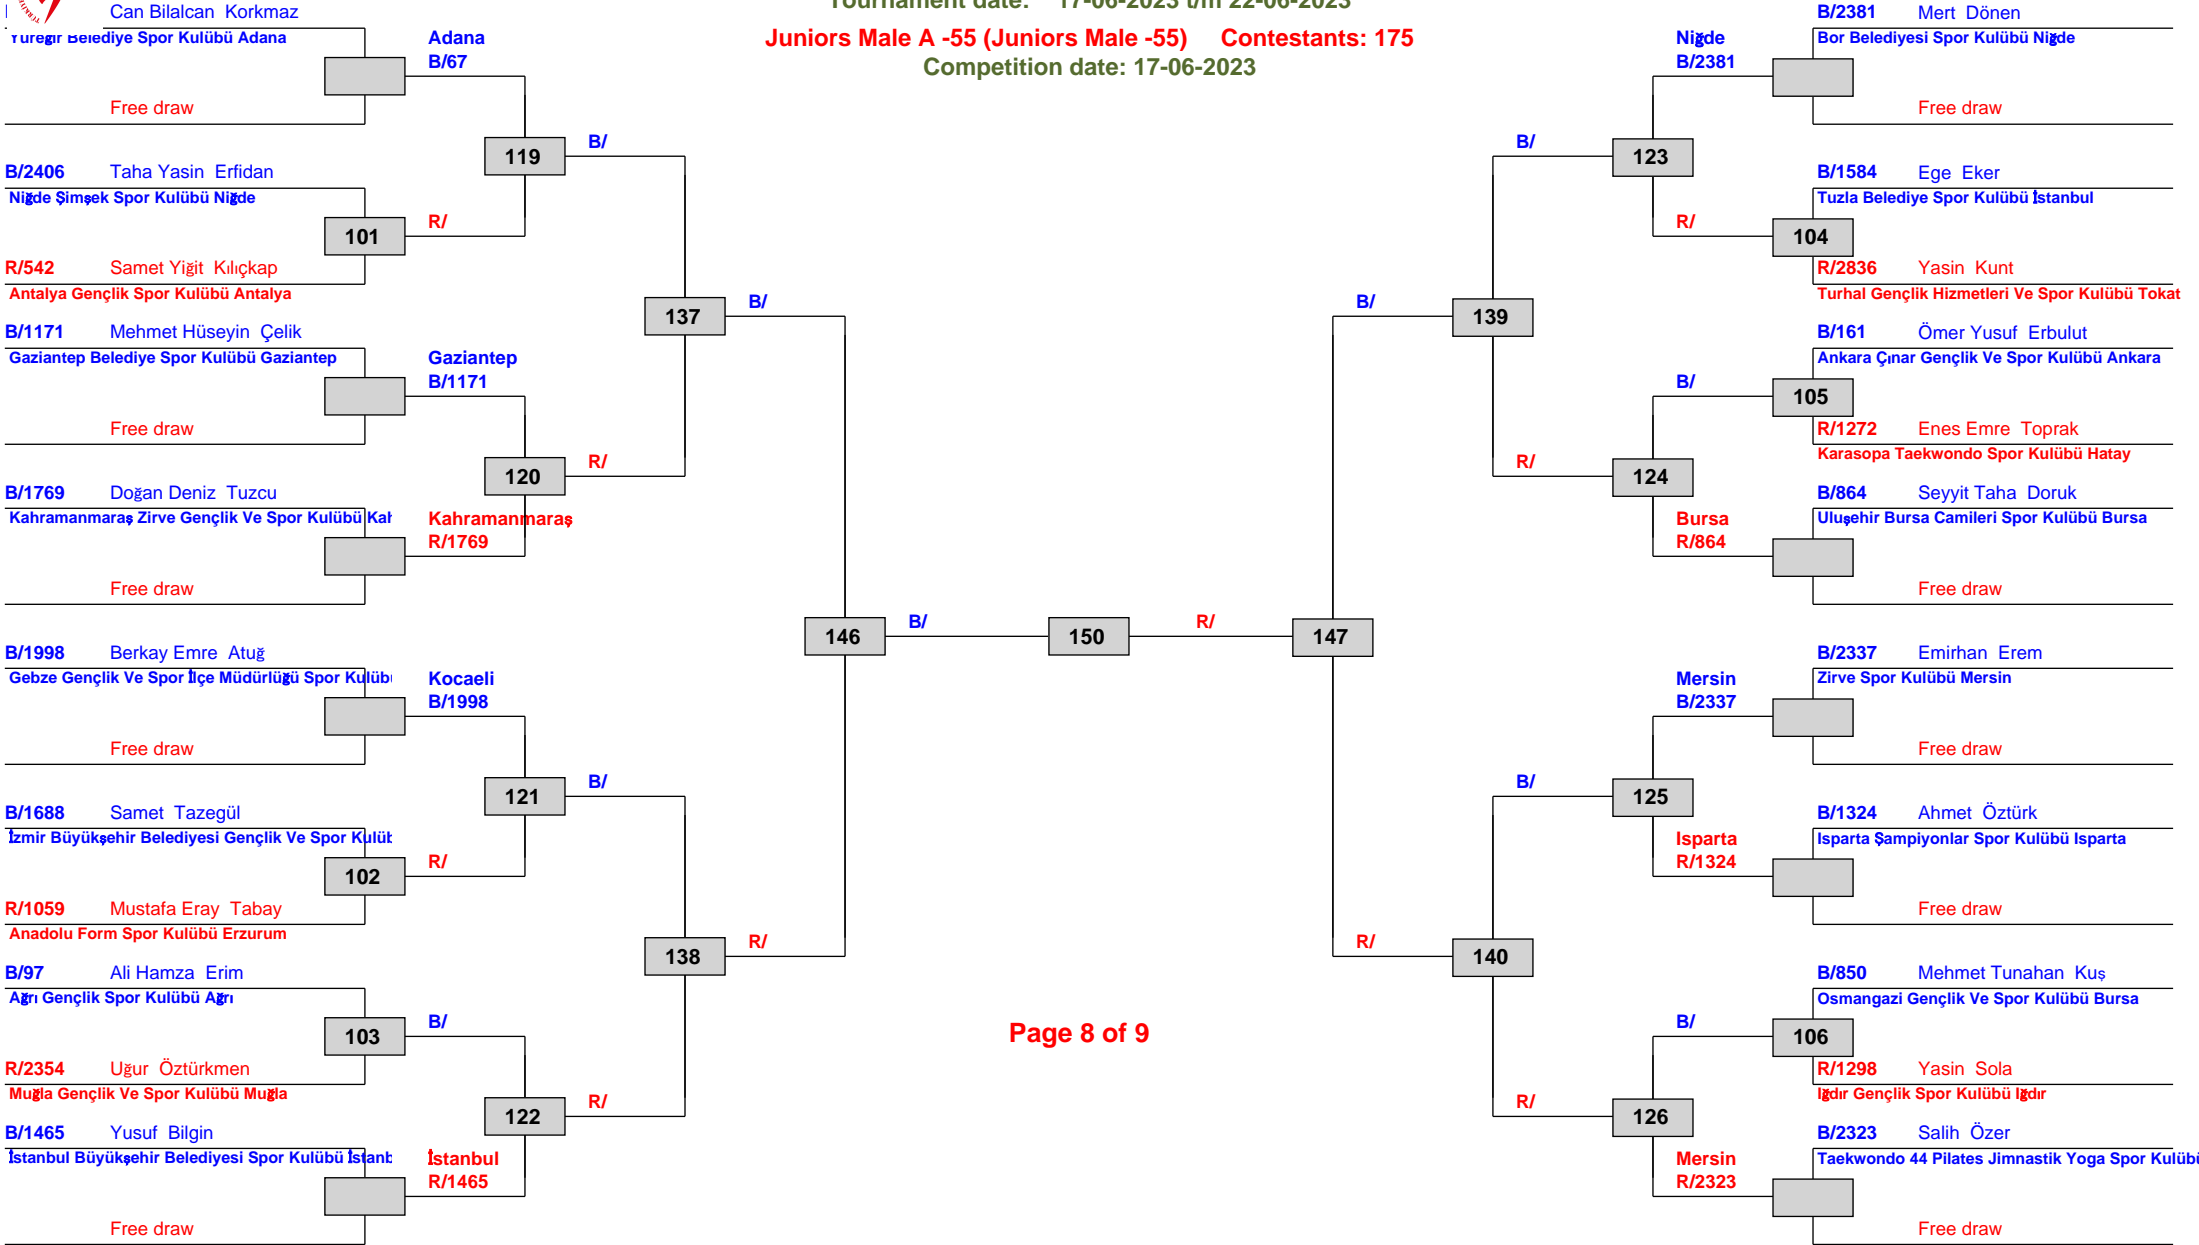 Tournament date: 17-06-2023 t/m 22-06-2023
Juniors Male A -55 (Juniors Male -55) Contestants: 175
Competition date: 17-06-2023
Can Bilalcan Korkmaz
Yüreğir Belediye Spor Kulübü Adana
Adana
B/67
Free draw
119
B/
B/2406 Taha Yasin Erfidan
Niğde Şimşek Spor Kulübü Niğde
101
R/
R/542 Samet Yiğit Kılıçkap
Antalya Gençlik Spor Kulübü Antalya
137
B/
B/1171 Mehmet Hüseyin Çelik
Gaziantep Belediye Spor Kulübü Gaziantep
Gaziantep
B/1171
Free draw
120
R/
B/1769 Doğan Deniz Tuzcu
Kahramanmaraş Zirve Gençlik Ve Spor Kulübü Kah
Kahramanmaraş
R/1769
Free draw
146
B/
B/1998 Berkay Emre Atuğ
Gebze Gençlik Ve Spor İlçe Müdürlüğü Spor Kulübü
Kocaeli
B/1998
Free draw
121
B/
B/1688 Samet Tazegül
İzmir Büyükşehir Belediyesi Gençlik Ve Spor Kulüb
102
R/
R/1059 Mustafa Eray Tabay
Anadolu Form Spor Kulübü Erzurum
138
R/
B/97 Ali Hamza Erim
Ağrı Gençlik Spor Kulübü Ağrı
103
B/
R/2354 Uğur Öztürkmen
Muğla Gençlik Ve Spor Kulübü Muğla
122
R/
B/1465 Yusuf Bilgin
İstanbul Büyükşehir Belediyesi Spor Kulübü İstanb
İstanbul
R/1465
Free draw
150
R/
147
Page 8 of 9
B/2381 Mert Dönen
Bor Belediyesi Spor Kulübü Niğde
Niğde
B/2381
Free draw
B/
123
B/1584 Ege Eker
Tuzla Belediye Spor Kulübü İstanbul
R/
104
R/2836 Yasin Kunt
Turhal Gençlik Hizmetleri Ve Spor Kulübü Tokat
B/
139
B/161 Ömer Yusuf Erbulut
Ankara Çınar Gençlik Ve Spor Kulübü Ankara
B/
105
R/1272 Enes Emre Toprak
Karasopa Taekwondo Spor Kulübü Hatay
R/
124
B/864 Seyyit Taha Doruk
Uluşehir Bursa Camileri Spor Kulübü Bursa
Bursa
R/864
Free draw
B/2337 Emirhan Erem
Zirve Spor Kulübü Mersin
Mersin
B/2337
Free draw
B/
125
B/1324 Ahmet Öztürk
Isparta Şampiyonlar Spor Kulübü Isparta
Isparta
R/1324
Free draw
R/
140
B/850 Mehmet Tunahan Kuş
Osmangazi Gençlik Ve Spor Kulübü Bursa
B/
106
R/1298 Yasin Sola
Iğdır Gençlik Spor Kulübü Iğdır
R/
126
B/2323 Salih Özer
Taekwondo 44 Pilates Jimnastik Yoga Spor Kulübü
Mersin
R/2323
Free draw